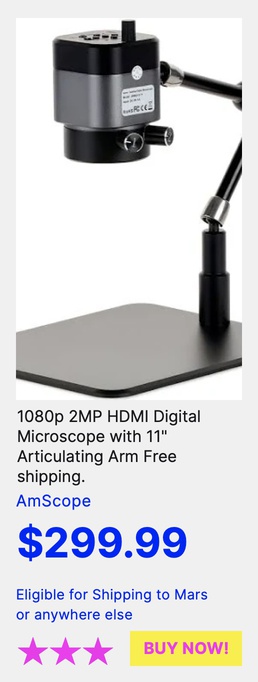 1080p 2MP HDMI Digital
Microscope with 11"
Articulating Arm Free
shipping.
AmScope
$299.99
Eligible for Shipping to Mars
or anywhere else
BUY NOW!